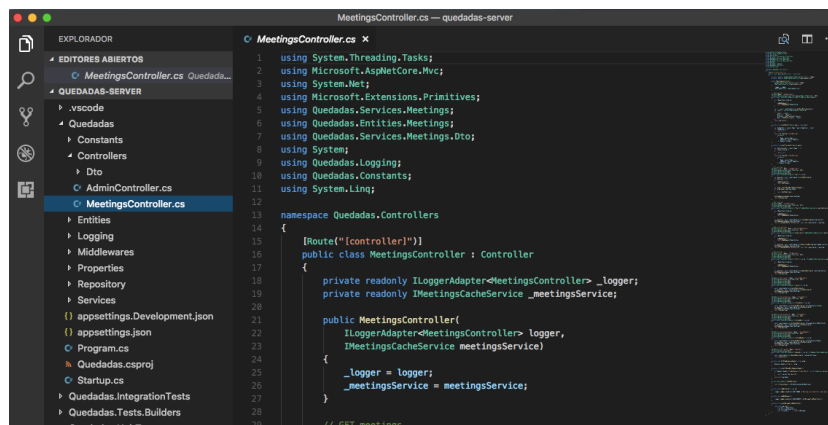 MeetingsController.cs — quedadas-server
EXPLORADOR
EDITORES ABIERTOS
MeetingsController.cs Quedada...
QUEDADAS-SERVER
.vscode
Quedadas
Constants
Controllers
Dto
AdminController.cs
MeetingsController.cs
Entities
Logging
Middlewares
Properties
Repository
Services
{} appsettings.Development.json
{} appsettings.json
Program.cs
Quedadas.csproj
Startup.cs
Quedadas.IntegrationTests
Quedadas.Tests.Builders
MeetingsController.cs ×
1 using System.Threading.Tasks;
2 using Microsoft.AspNetCore.Mvc;
3 using System.Net;
4 using Microsoft.Extensions.Primitives;
5 using Quedadas.Services.Meetings;
6 using Quedadas.Entities.Meetings;
7 using Quedadas.Services.Meetings.Dto;
8 using System;
9 using Quedadas.Logging;
10 using Quedadas.Constants;
11 using System.Linq;
12
13 namespace Quedadas.Controllers
14 {
15 [Route("[controller]")]
16 public class MeetingsController : Controller
17 {
18 private readonly ILoggerAdapter<MeetingsController> _logger;
19 private readonly IMeetingsCacheService _meetingsService;
20
21 public MeetingsController(
22 ILoggerAdapter<MeetingsController> logger,
23 IMeetingsCacheService meetingsService)
24 {
25 _logger = logger;
26 _meetingsService = meetingsService;
27 }
28
29 // GET meetings